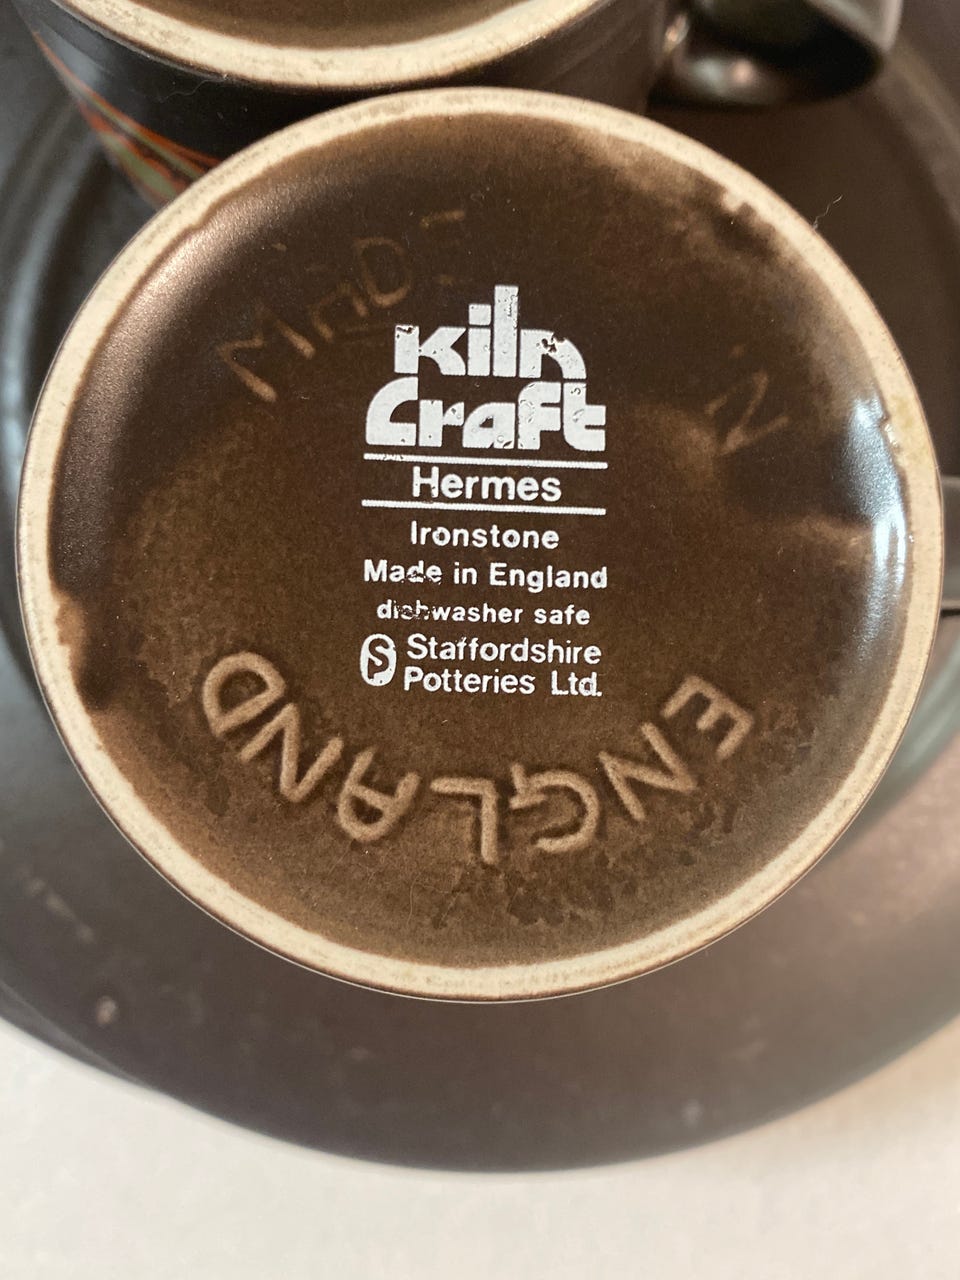 Kiln
Craft
Hermes
Ironstone
Made in England
dishwasher safe
S Staffordshire
Potteries Ltd.
MADE
IN
ENGLAND